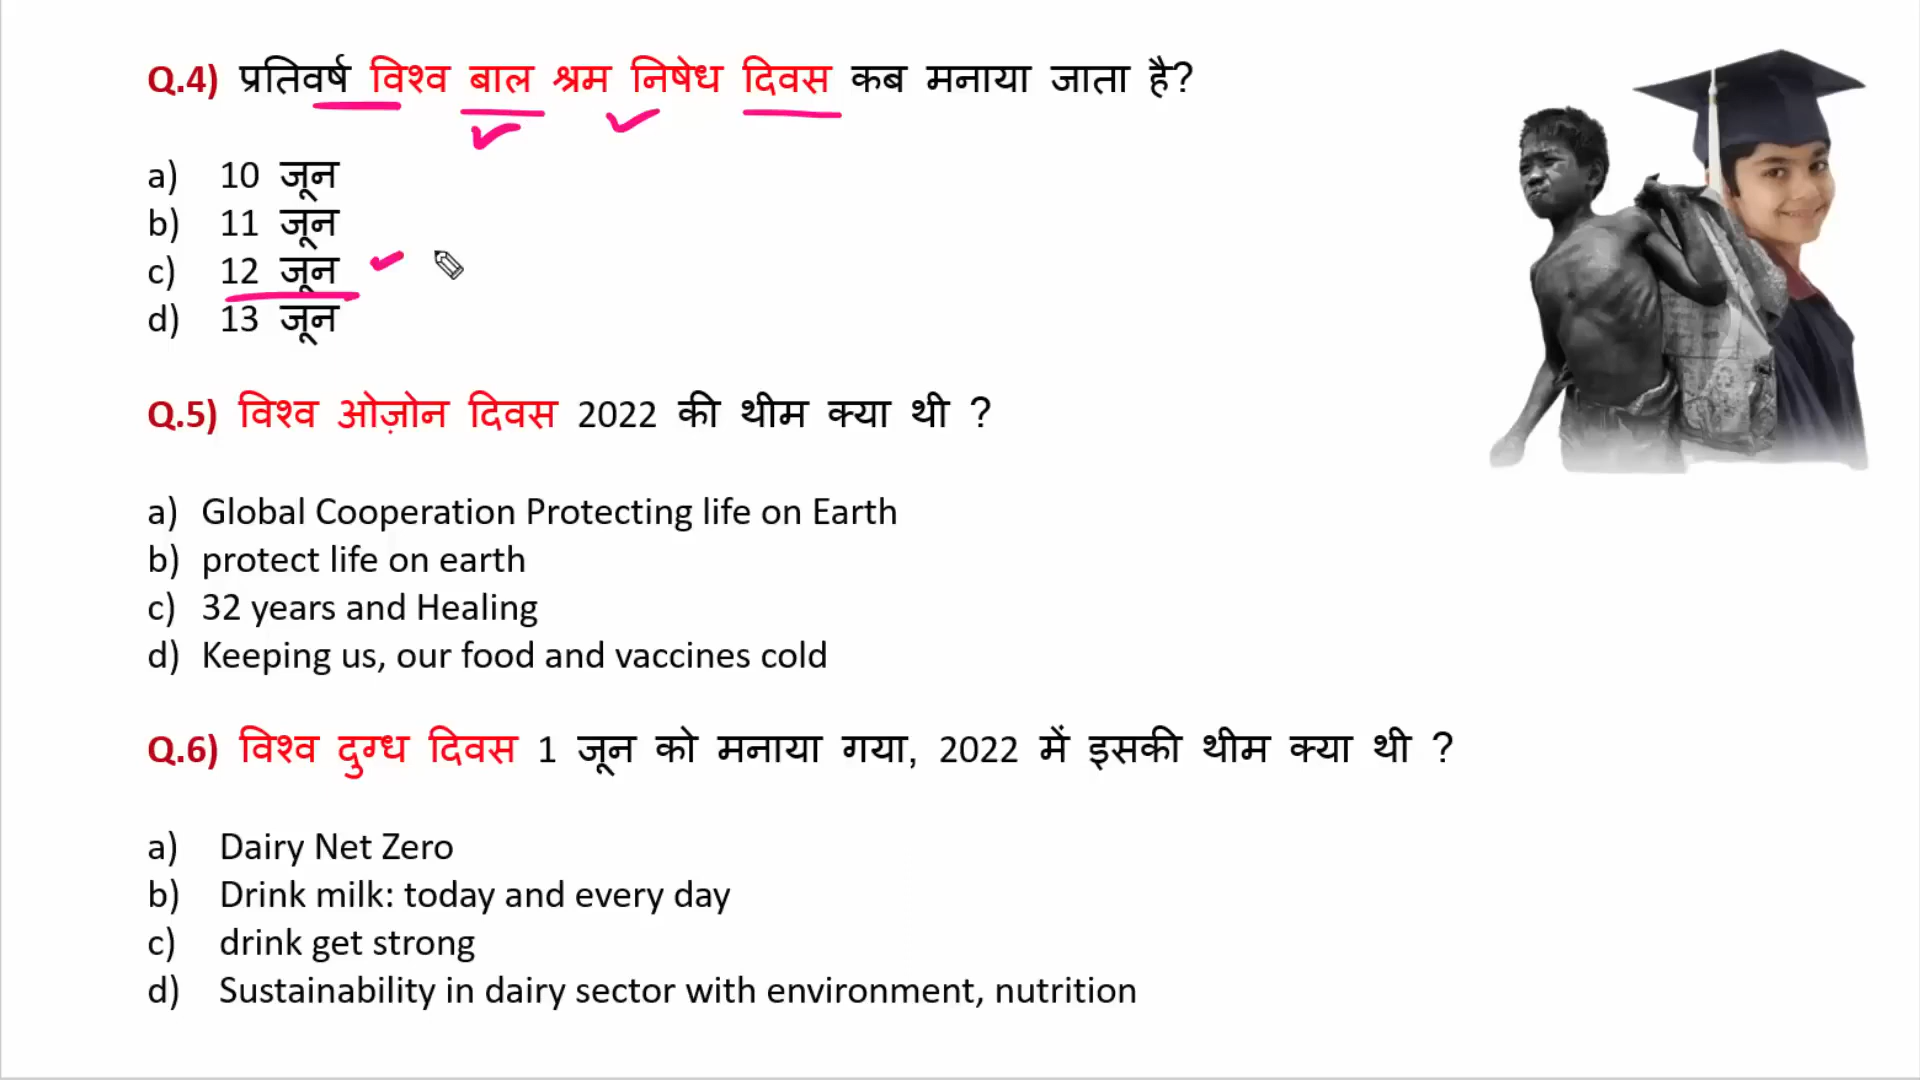 Q.4) प्रतिवर्ष विश्व बाल श्रम निषेध दिवस कब मनाया जाता है?
a) 10 जून
b) 11 जून
c) 12 जून
d) 13 जून
Q.5) विश्व ओज़ोन दिवस 2022 की थीम क्या थी ?
a) Global Cooperation Protecting life on Earth
b) protect life on earth
c) 32 years and Healing
d) Keeping us, our food and vaccines cold
Q.6) विश्व दुग्ध दिवस 1 जून को मनाया गया, 2022 में इसकी थीम क्या थी ?
a) Dairy Net Zero
b) Drink milk: today and every day
c) drink get strong
d) Sustainability in dairy sector with environment, nutrition